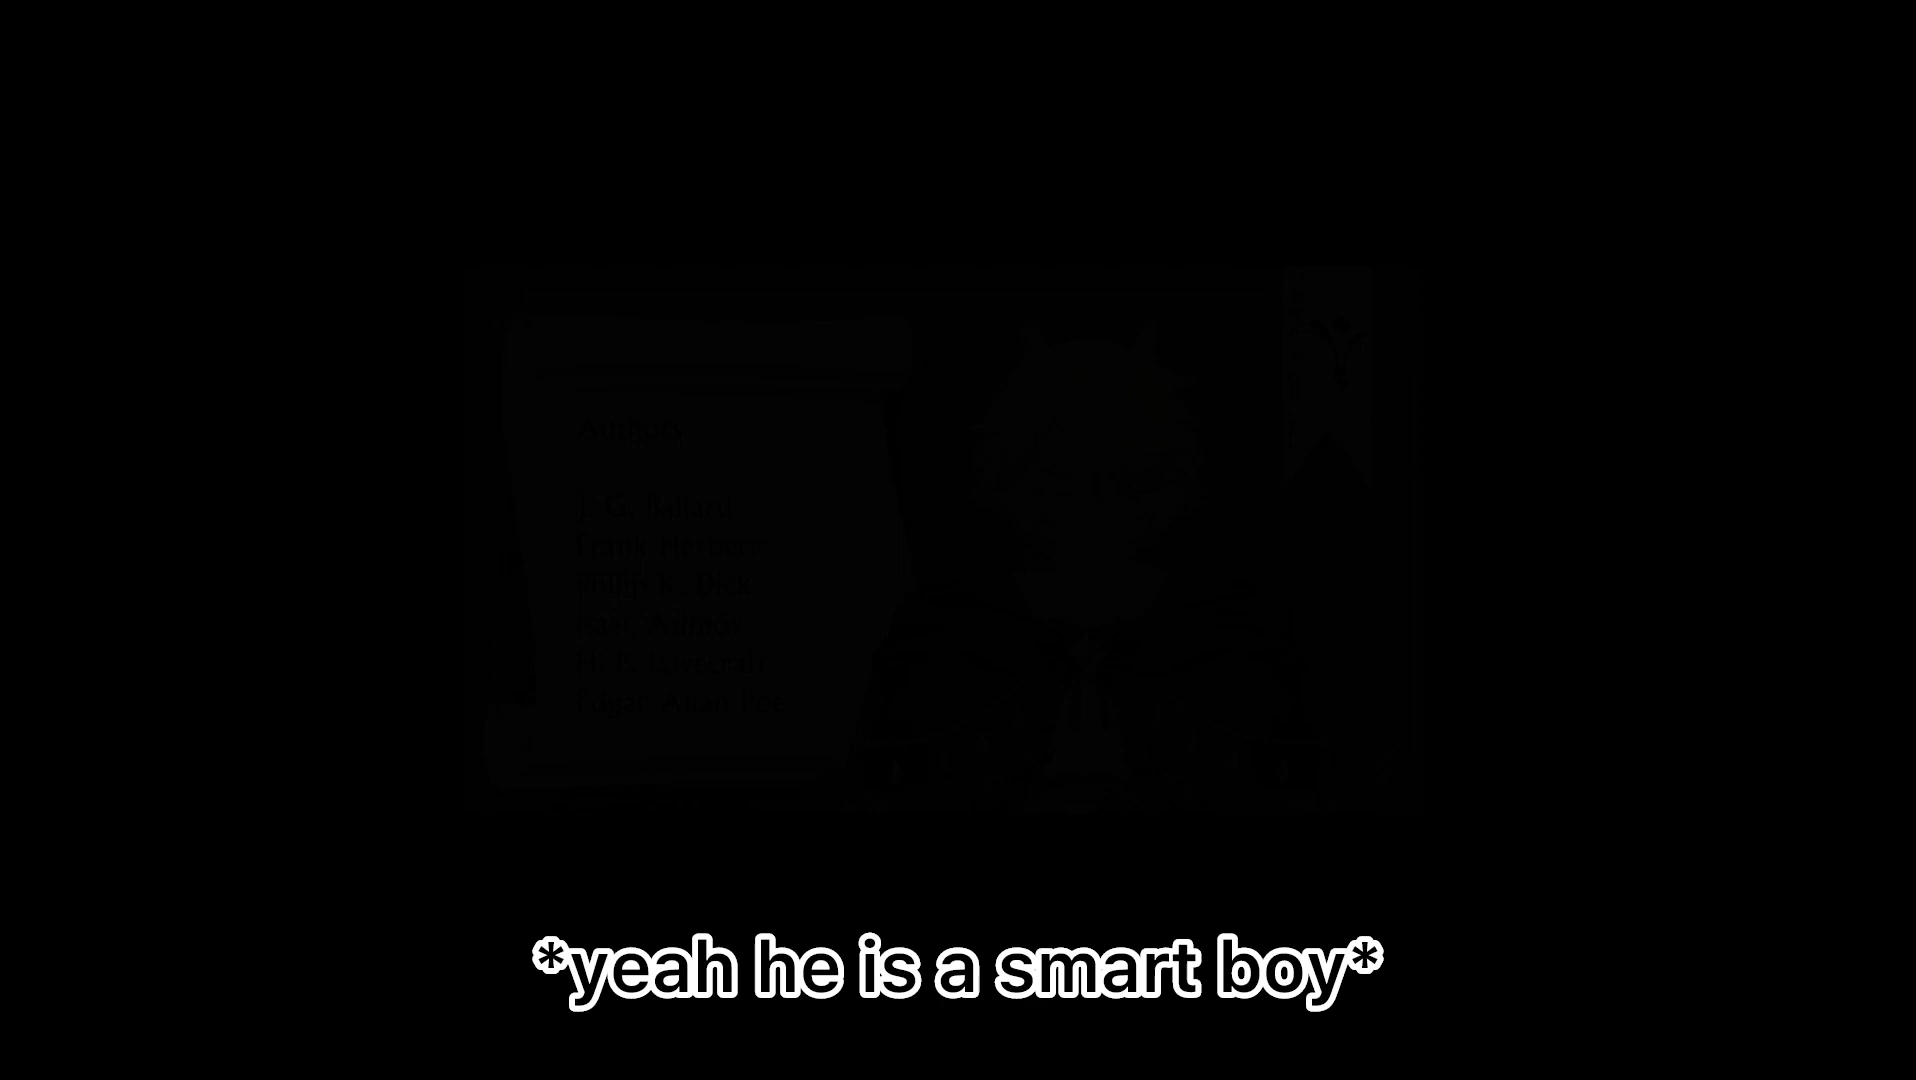 Authors
J. G. Ballard
Frank Herbert
Philip K. Dick
Isaac Asimov
H. P. Lovecraft
Edgar Allan Poe
*yeah he is a smart boy*